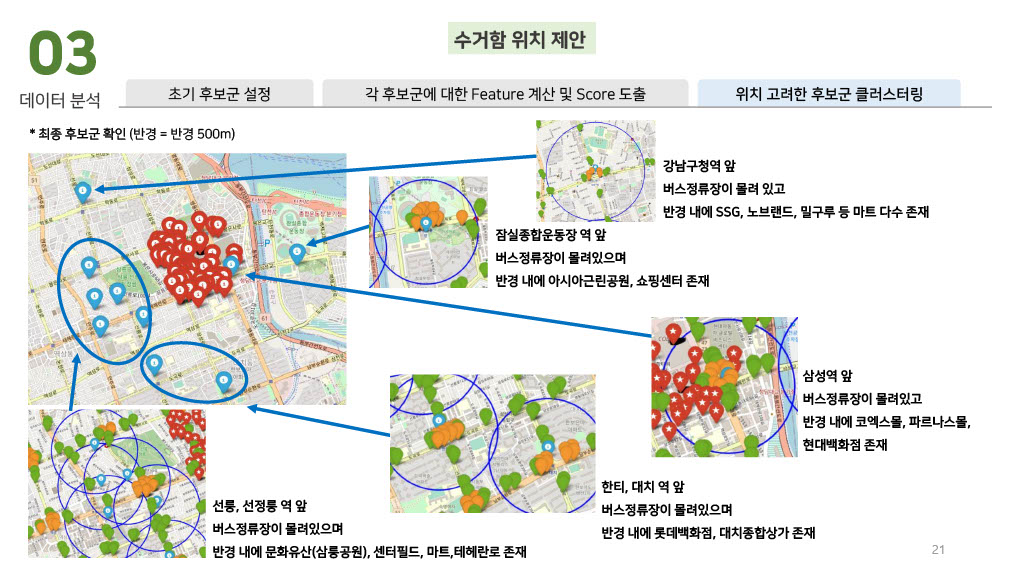 03
데이터 분석
수거함 위치 제안
초기 후보군 설정
각 후보군에 대한 Feature 계산 및 Score 도출
위치 고려한 후보군 클러스터링
* 최종 후보군 확인 (반경 = 반경 500m)
강남구청역 앞
버스정류장이 몰려 있고
반경 내에 SSG, 노브랜드, 밀구루 등 마트 다수 존재
잠실종합운동장 역 앞
버스정류장이 몰려있으며
반경 내에 아시아근린공원, 쇼핑센터 존재
삼성역 앞
버스정류장이 몰려있고
반경 내에 코엑스몰, 파르나스몰,
현대백화점 존재
한티, 대치 역 앞
버스정류장이 몰려있으며
반경 내에 롯데백화점, 대치종합상가 존재
선릉, 선정릉 역 앞
버스정류장이 몰려있으며
반경 내에 문화유산(삼릉공원), 센터필드, 마트,테헤란로 존재
21